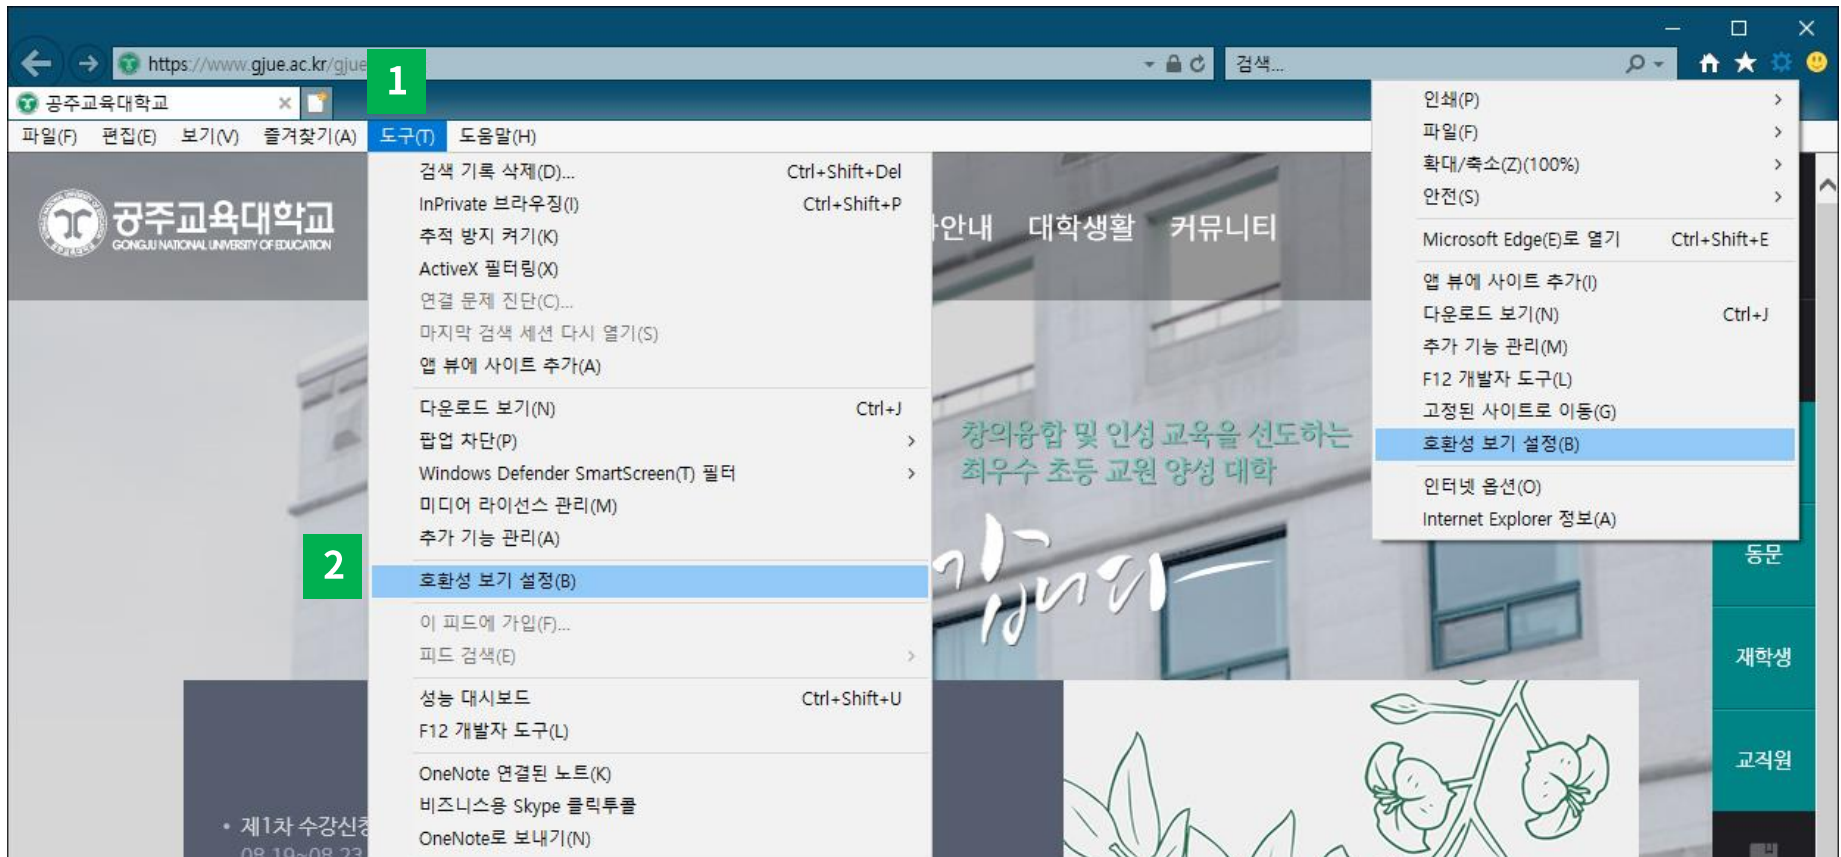 https://www.gjue.ac.kr/gjue
검색...
1
공주교육대학교
파일(F) 편집(E) 보기(V) 즐겨찾기(A) 도구(T) 도움말(H)
공주교육대학교
GONGJU NATIONAL UNIVERSITY OF EDUCATION
검색 기록 삭제(D)... Ctrl+Shift+Del
InPrivate 브라우징(I) Ctrl+Shift+P
추적 방지 켜기(K)
ActiveX 필터링(X)
연결 문제 진단(C)...
마지막 검색 세션 다시 열기(S)
앱 뷰에 사이트 추가(A)
다운로드 보기(N) Ctrl+J
팝업 차단(P)
Windows Defender SmartScreen(T) 필터
미디어 라이선스 관리(M)
추가 기능 관리(A)
2
호환성 보기 설정(B)
이 피드에 가입(F)...
피드 검색(E)
성능 대시보드 Ctrl+Shift+U
F12 개발자 도구(L)
OneNote 연결된 노트(K)
비즈니스용 Skype 클릭투콜
OneNote로 보내기(N)
안내 대학생활 커뮤니티
창의융합 및 인성 교육을 선도하는
최우수 초등 교원 양성 대학
인쇄(P)
파일(F)
확대/축소(Z)(100%)
안전(S)
Microsoft Edge(E)로 열기 Ctrl+Shift+E
앱 뷰에 사이트 추가(I)
다운로드 보기(N) Ctrl+J
추가 기능 관리(M)
F12 개발자 도구(L)
고정된 사이트로 이동(G)
호환성 보기 설정(B)
인터넷 옵션(O)
Internet Explorer 정보(A)
동문
재학생
교직원
• 제1차 수강신청
08.19~08.23